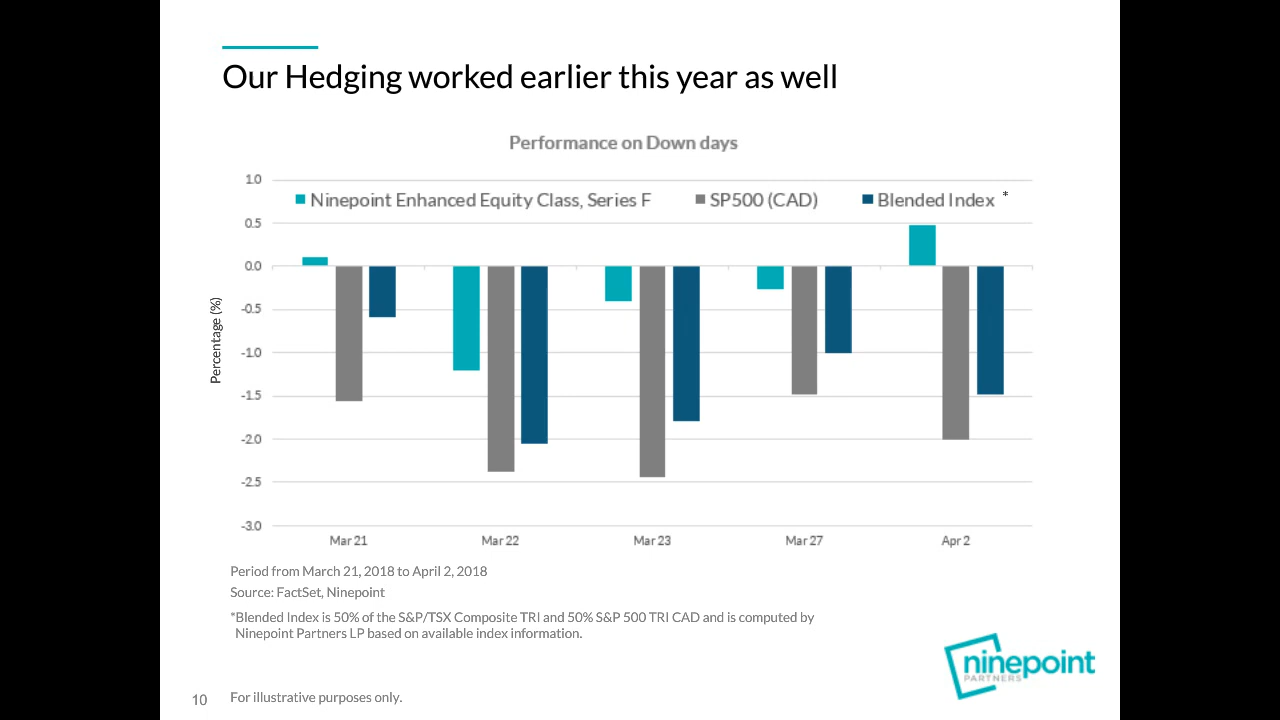 Our Hedging worked earlier this year as well
Performance on Down days
Ninepoint Enhanced Equity Class, Series F SP500 (CAD) Blended Index *
Percentage (%)
1.0
0.5
0.0
-0.5
-1.0
-1.5
-2.0
-2.5
-3.0
Mar 21 Mar 22 Mar 23 Mar 27 Apr 2
Period from March 21, 2018 to April 2, 2018
Source: FactSet, Ninepoint
*Blended Index is 50% of the S&P/TSX Composite TRI and 50% S&P 500 TRI CAD and is computed by
Ninepoint Partners LP based on available index information.
ninepoint
PARTNERS
10 For illustrative purposes only.